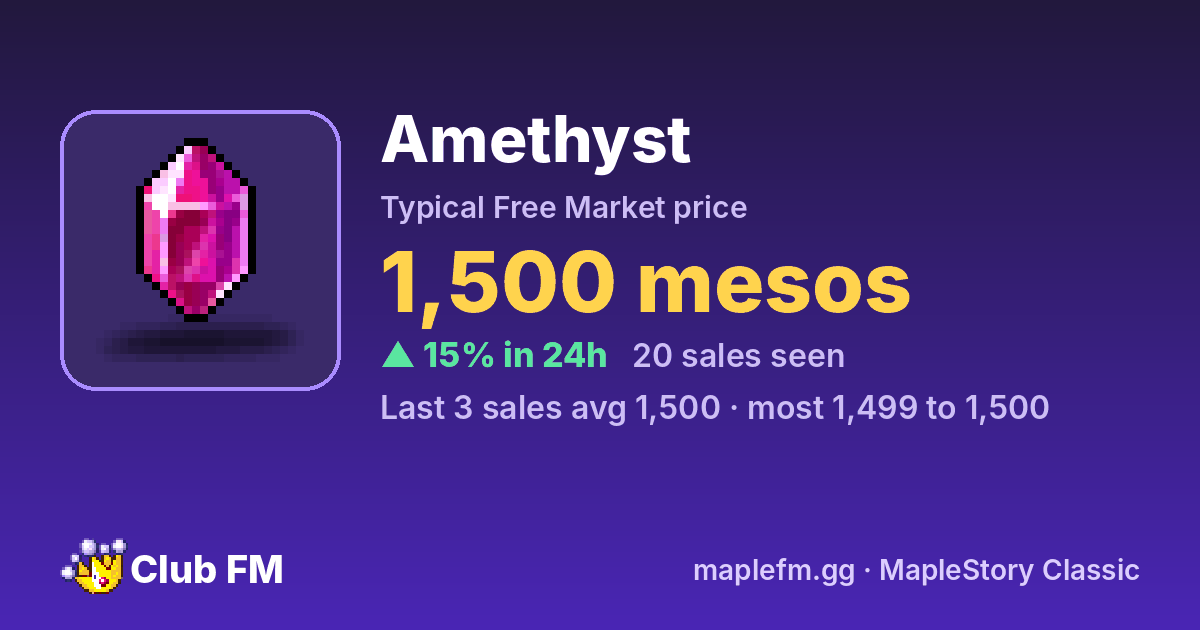 Amethyst
Typical Free Market price
1,500 mesos
▲ 15% in 24h 20 sales seen
Last 3 sales avg 1,500 · most 1,499 to 1,500
Club FM
maplefm.gg · MapleStory Classic